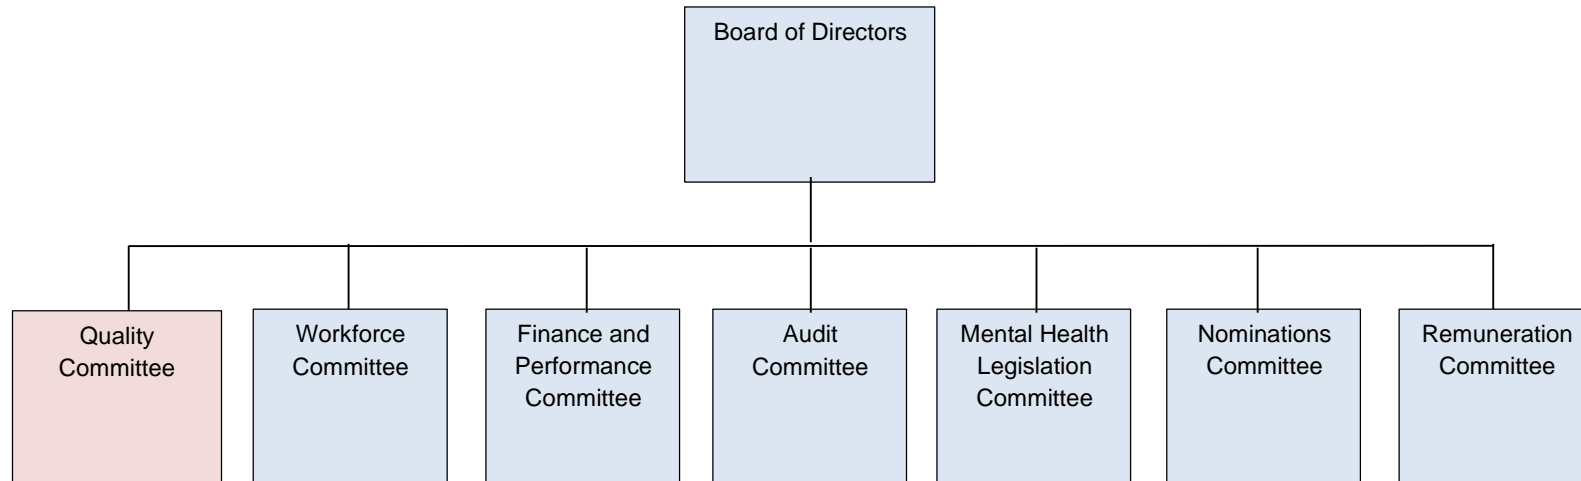 Board of Directors
Quality
Committee
Workforce
Committee
Finance and
Performance
Committee
Audit
Committee
Mental Health
Legislation
Committee
Nominations
Committee
Remuneration
Committee